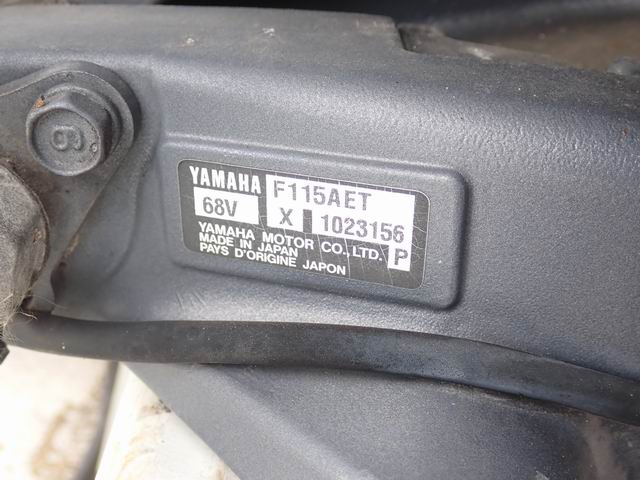 YAMAHA F115AET
68V X 1023156
YAMAHA MOTOR CO.,LTD. P
MADE IN JAPAN
PAYS D'ORIGINE JAPON